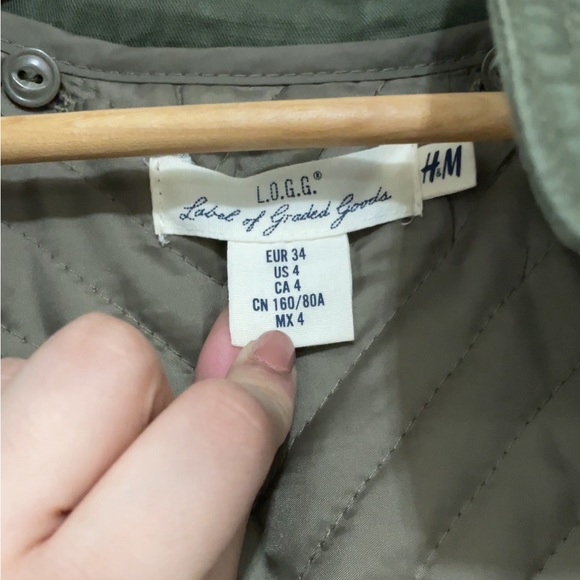 L.O.G.G.®
Label of Graded Goods
H&M
EUR 34
US 4
CA 4
CN 160/80A
MX 4